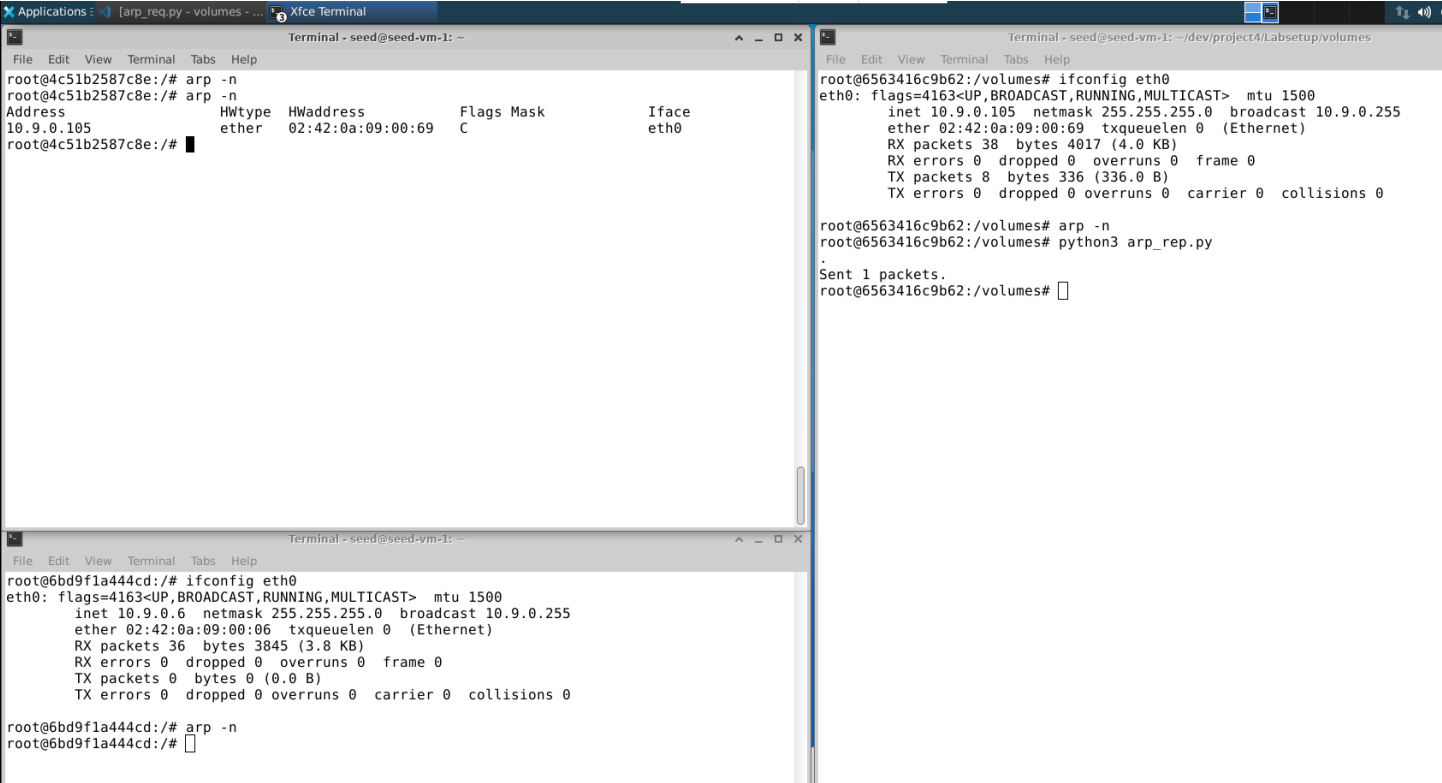 Applications
[arp_req.py - volumes - ...
Xfce Terminal
3
Terminal - seed@seed-vm-1: ~
File Edit View Terminal Tabs Help
root@4c51b2587c8e:/# arp -n
root@4c51b2587c8e:/# arp -n
Address HWtype HWaddress Flags Mask Iface
10.9.0.105 ether 02:42:0a:09:00:69 C eth0
root@4c51b2587c8e:/#
Terminal - seed@seed-vm-1: ~
File Edit View Terminal Tabs Help
root@6bd9f1a444cd:/# ifconfig eth0
eth0: flags=4163<UP,BROADCAST,RUNNING,MULTICAST> mtu 1500
inet 10.9.0.6 netmask 255.255.255.0 broadcast 10.9.0.255
ether 02:42:0a:09:00:06 txqueuelen 0 (Ethernet)
RX packets 36 bytes 3845 (3.8 KB)
RX errors 0 dropped 0 overruns 0 frame 0
TX packets 0 bytes 0 (0.0 B)
TX errors 0 dropped 0 overruns 0 carrier 0 collisions 0
root@6bd9f1a444cd:/# arp -n
root@6bd9f1a444cd:/#
Terminal - seed@seed-vm-1: ~/dev/project4/Labsetup/volumes
File Edit View Terminal Tabs Help
root@6563416c9b62:/volumes# ifconfig eth0
eth0: flags=4163<UP,BROADCAST,RUNNING,MULTICAST> mtu 1500
inet 10.9.0.105 netmask 255.255.255.0 broadcast 10.9.0.255
ether 02:42:0a:09:00:69 txqueuelen 0 (Ethernet)
RX packets 38 bytes 4017 (4.0 KB)
RX errors 0 dropped 0 overruns 0 frame 0
TX packets 8 bytes 336 (336.0 B)
TX errors 0 dropped 0 overruns 0 carrier 0 collisions 0
root@6563416c9b62:/volumes# arp -n
root@6563416c9b62:/volumes# python3 arp_rep.py
.
Sent 1 packets.
root@6563416c9b62:/volumes#